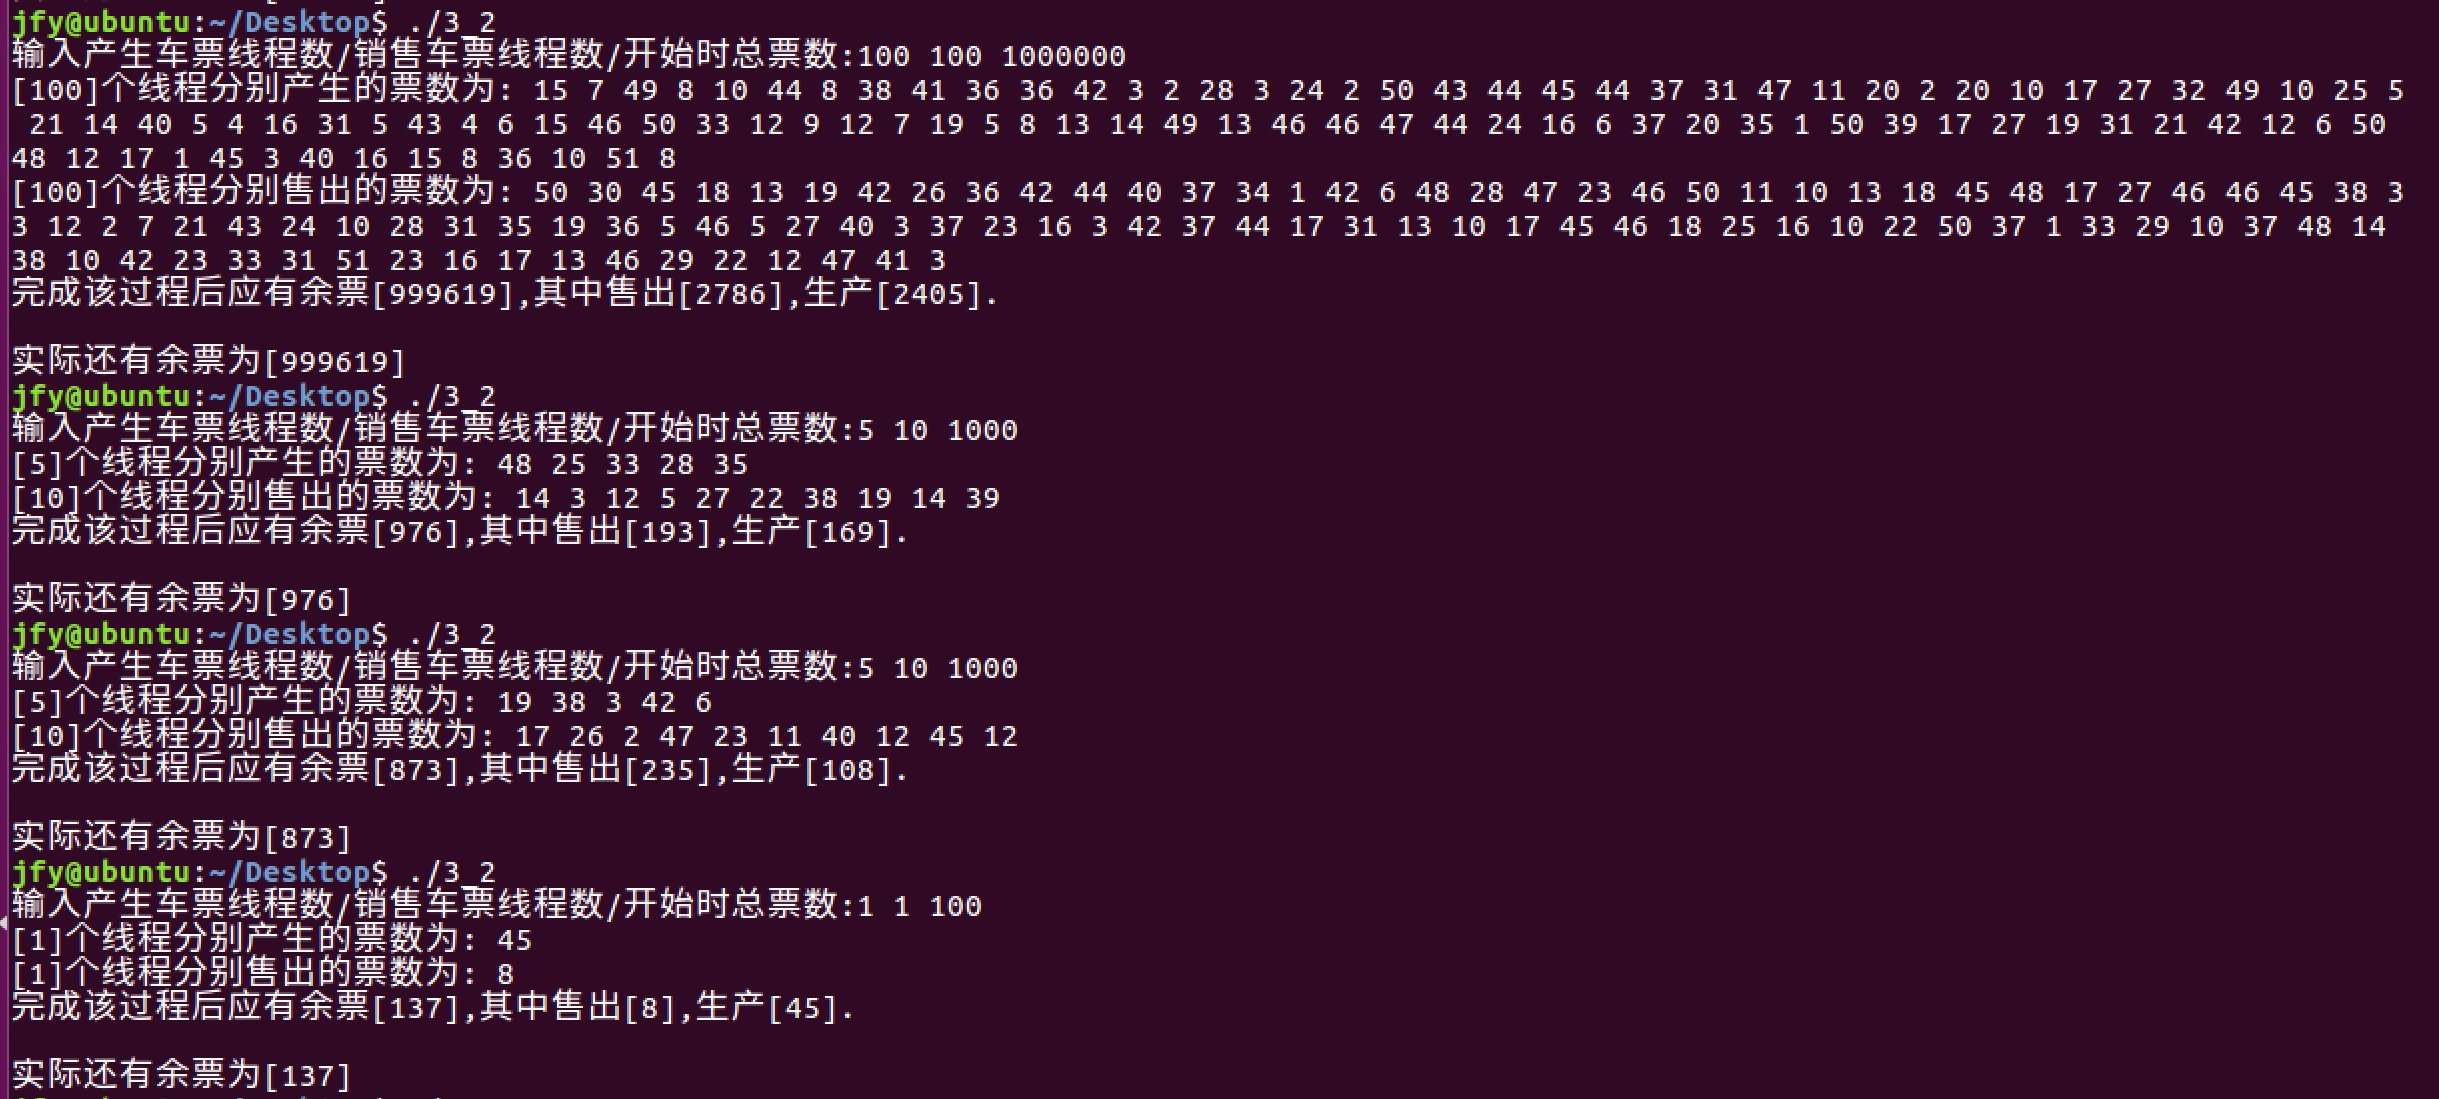 jfy@ubuntu:~/Desktop$ ./3_2
输入产生车票线程数/销售车票线程数/开始时总票数:100 100 1000000
[100]个线程分别产生的票数为: 15 7 49 8 10 44 8 38 41 36 36 42 3 2 28 3 24 2 50 43 44 45 44 37 31 47 11 20 2 20 10 17 27 32 49 10 25 5
21 14 40 5 4 16 31 5 43 4 6 15 46 50 33 12 9 12 7 19 5 8 13 14 49 13 46 46 47 44 24 16 6 37 20 35 1 50 39 17 27 19 31 21 42 12 6 50
48 12 17 1 45 3 40 16 15 8 36 10 51 8
[100]个线程分别售出的票数为: 50 30 45 18 13 19 42 26 36 42 44 40 37 34 1 42 6 48 28 47 23 46 50 11 10 13 18 45 48 17 27 46 46 45 38 3
3 12 2 7 21 43 24 10 28 31 35 19 36 5 46 5 27 40 3 37 23 16 3 42 37 44 17 31 13 10 17 45 46 18 25 16 10 22 50 37 1 33 29 10 37 48 14
38 10 42 23 33 31 51 23 16 17 13 46 29 22 12 47 41 3
完成该过程后应有余票[999619],其中售出[2786],生产[2405].
实际还有余票为[999619]
jfy@ubuntu:~/Desktop$ ./3_2
输入产生车票线程数/销售车票线程数/开始时总票数:5 10 1000
[5]个线程分别产生的票数为: 48 25 33 28 35
[10]个线程分别售出的票数为: 14 3 12 5 27 22 38 19 14 39
完成该过程后应有余票[976],其中售出[193],生产[169].
实际还有余票为[976]
jfy@ubuntu:~/Desktop$ ./3_2
输入产生车票线程数/销售车票线程数/开始时总票数:5 10 1000
[5]个线程分别产生的票数为: 19 38 3 42 6
[10]个线程分别售出的票数为: 17 26 2 47 23 11 40 12 45 12
完成该过程后应有余票[873],其中售出[235],生产[108].
实际还有余票为[873]
jfy@ubuntu:~/Desktop$ ./3_2
输入产生车票线程数/销售车票线程数/开始时总票数:1 1 100
[1]个线程分别产生的票数为: 45
[1]个线程分别售出的票数为: 8
完成该过程后应有余票[137],其中售出[8],生产[45].
实际还有余票为[137]